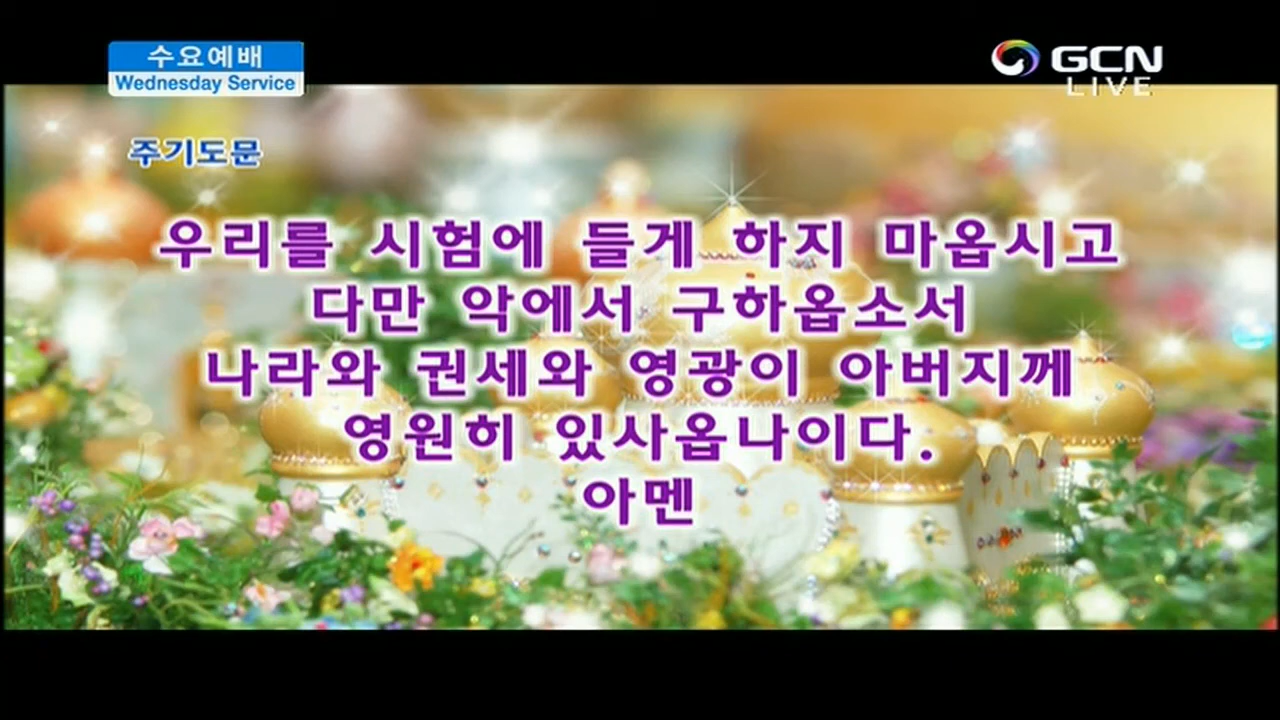 수요예배
Wednesday Service
GCN
LIVE
주기도문
우리를 시험에 들게 하지 마옵시고
다만 악에서 구하옵소서
나라와 권세와 영광이 아버지께
영원히 있사옵나이다.
아멘